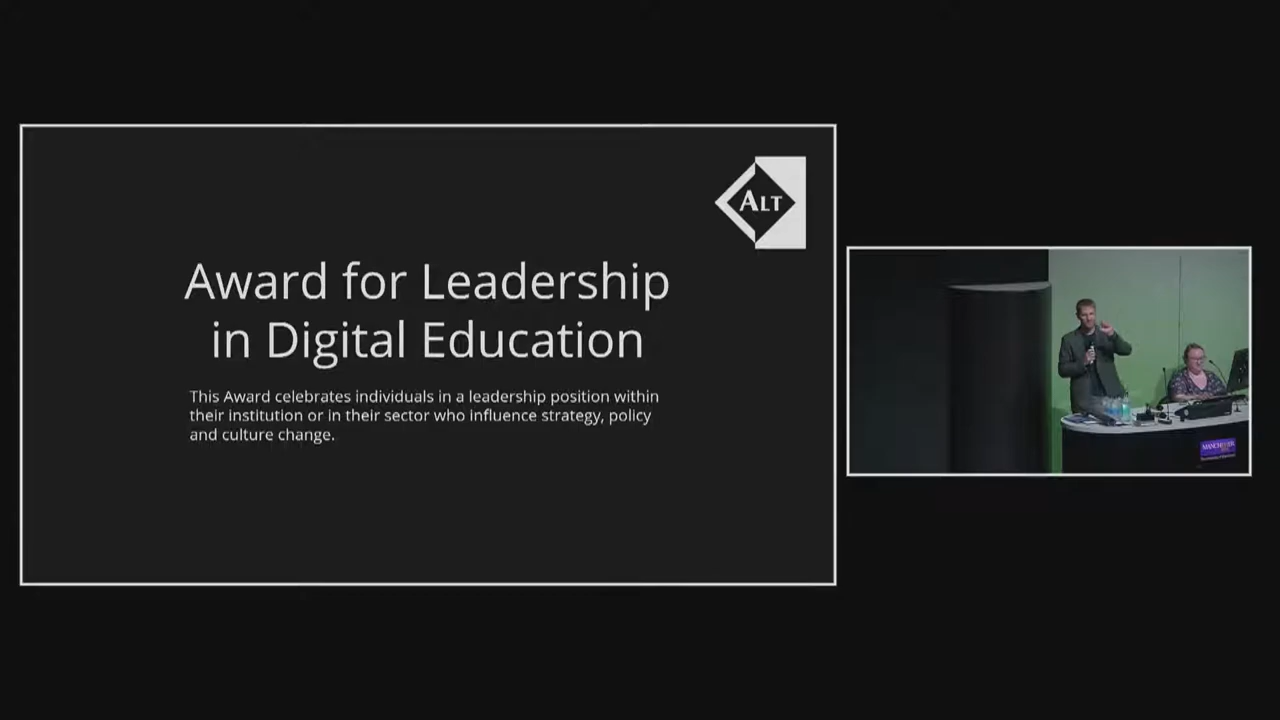 ALT
Award for Leadership
in Digital Education
This Award celebrates individuals in a leadership position within
their institution or in their sector who influence strategy, policy
and culture change.
MANCHESTER